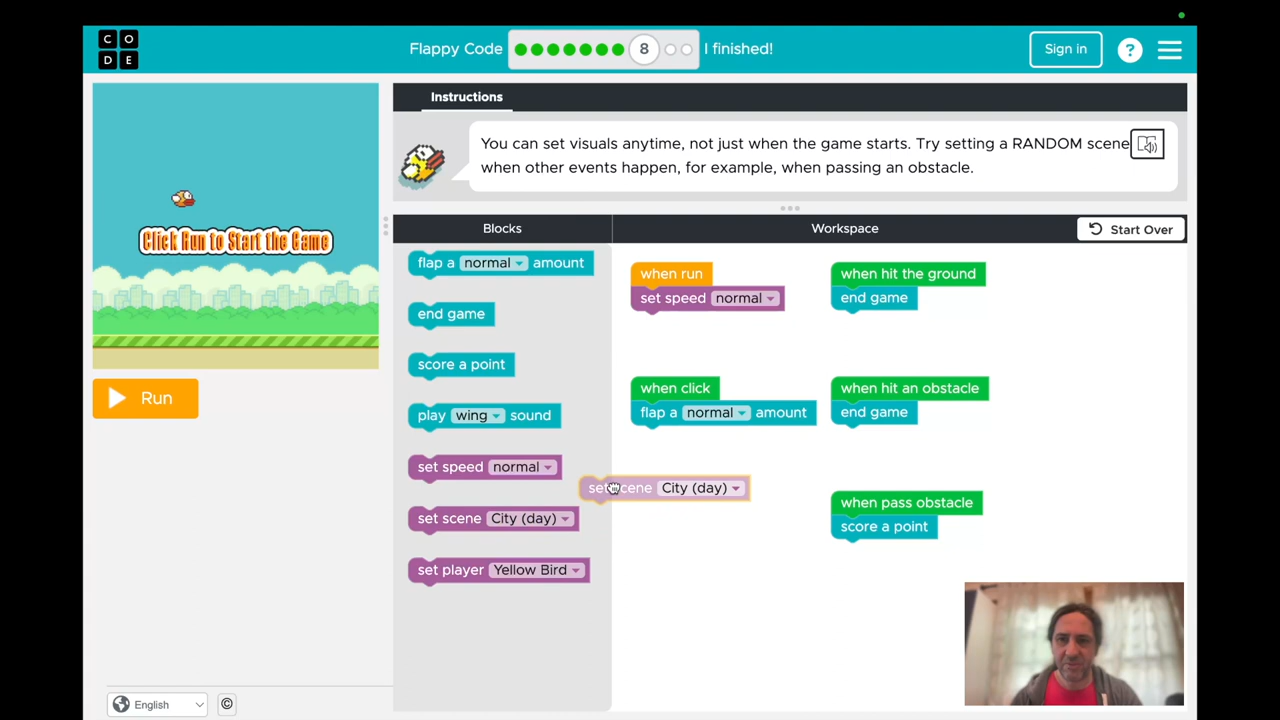 C O
D E
Flappy Code
8
I finished!
Sign in
?
Instructions
You can set visuals anytime, not just when the game starts. Try setting a RANDOM scene
when other events happen, for example, when passing an obstacle.
Click Run to Start the Game
Run
Blocks
Workspace
Start Over
flap a normal amount
end game
score a point
play wing sound
set speed normal
set scene City (day)
set player Yellow Bird
when run
set speed normal
when hit the ground
end game
when click
flap a normal amount
when hit an obstacle
end game
set scene City (day)
when pass obstacle
score a point
English
©